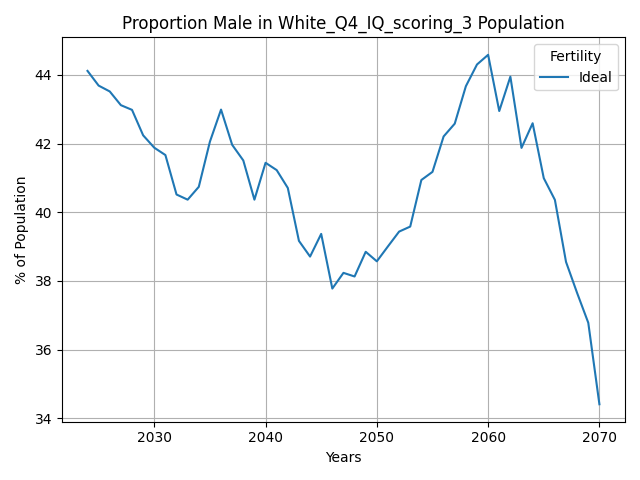 Proportion Male in White_Q4_IQ_scoring_3 Population
Fertility
Ideal
% of Population
44
42
40
38
36
34
2030 2040 2050 2060 2070
Years